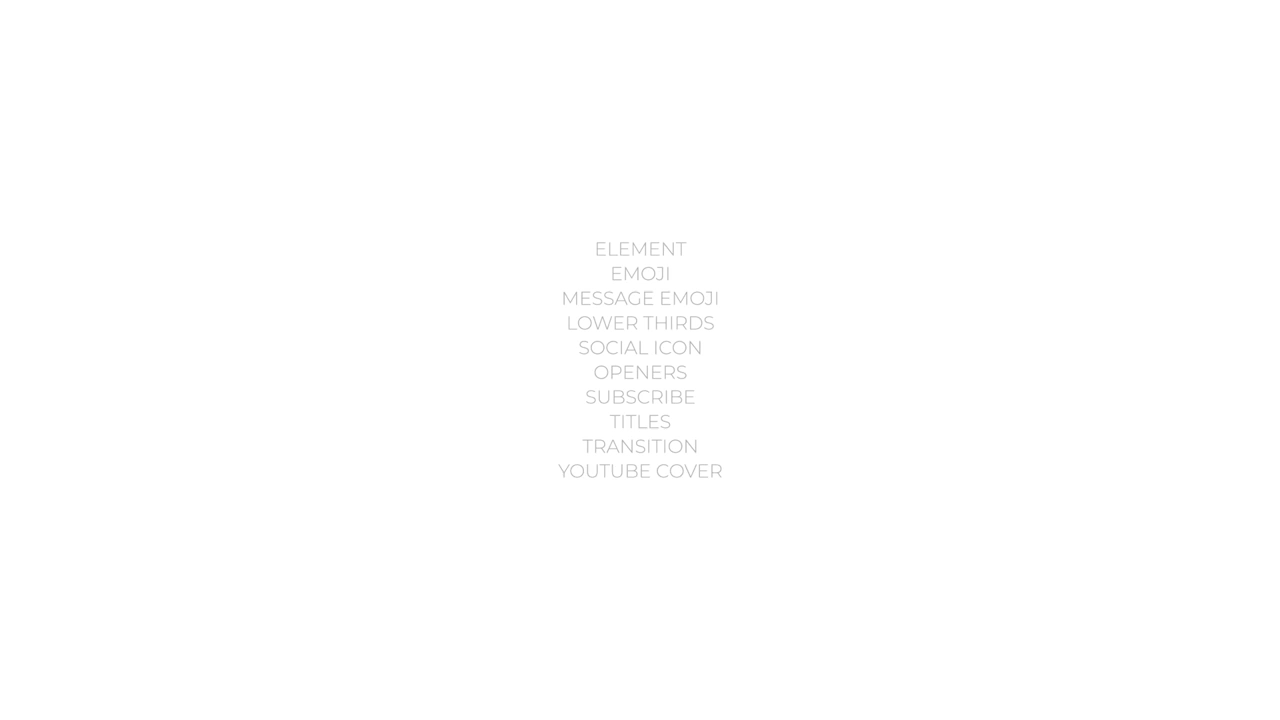 ELEMENT
EMOJI
MESSAGE EMOJI
LOWER THIRDS
SOCIAL ICON
OPENERS
SUBSCRIBE
TITLES
TRANSITION
YOUTUBE COVER